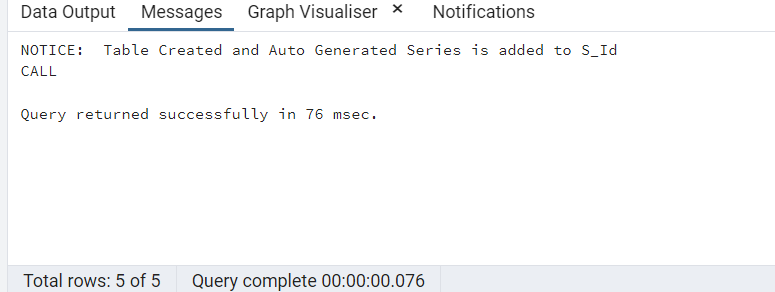 Data Output Messages Graph Visualiser × Notifications
NOTICE:  Table Created and Auto Generated Series is added to S_Id
CALL
Query returned successfully in 76 msec.
Total rows: 5 of 5 Query complete 00:00:00.076